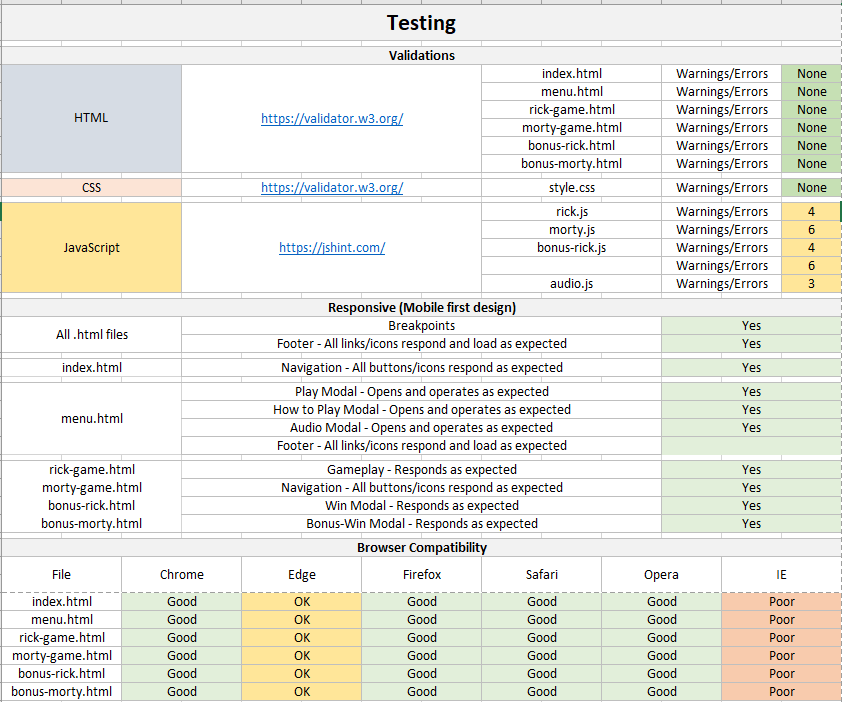 Testing
Validations
HTML https://validator.w3.org/ index.html Warnings/Errors None
menu.html Warnings/Errors None
rick-game.html Warnings/Errors None
morty-game.html Warnings/Errors None
bonus-rick.html Warnings/Errors None
bonus-morty.html Warnings/Errors None
CSS https://validator.w3.org/ style.css Warnings/Errors None
JavaScript https://jshint.com/ rick.js Warnings/Errors 4
morty.js Warnings/Errors 6
bonus-rick.js Warnings/Errors 4
Warnings/Errors 6
audio.js Warnings/Errors 3
Responsive (Mobile first design)
All .html files Breakpoints Yes
Footer - All links/icons respond and load as expected Yes
index.html Navigation - All buttons/icons respond as expected Yes
menu.html Play Modal - Opens and operates as expected Yes
How to Play Modal - Opens and operates as expected Yes
Audio Modal - Opens and operates as expected Yes
Footer - All links/icons respond and load as expected
rick-game.html Gameplay - Responds as expected Yes
morty-game.html Navigation - All buttons/icons respond as expected Yes
bonus-rick.html Win Modal - Responds as expected Yes
bonus-morty.html Bonus-Win Modal - Responds as expected Yes
Browser Compatibility
File Chrome Edge Firefox Safari Opera IE
index.html Good OK Good Good Good Poor
menu.html Good OK Good Good Good Poor
rick-game.html Good OK Good Good Good Poor
morty-game.html Good OK Good Good Good Poor
bonus-rick.html Good OK Good Good Good Poor
bonus-morty.html Good OK Good Good Good Poor